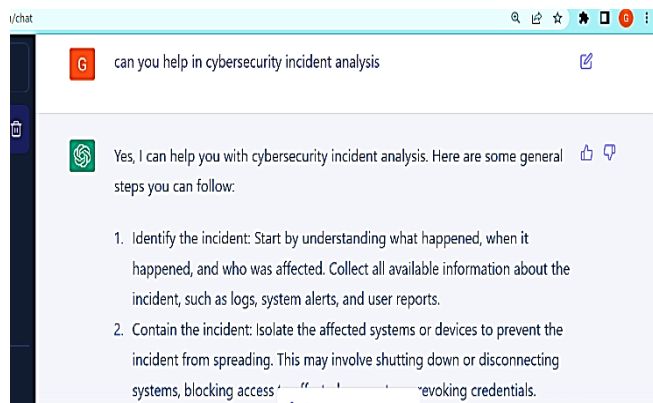 /chat
G
G
can you help in cybersecurity incident analysis
Yes, I can help you with cybersecurity incident analysis. Here are some general
steps you can follow:
1. Identify the incident: Start by understanding what happened, when it
happened, and who was affected. Collect all available information about the
incident, such as logs, system alerts, and user reports.
2. Contain the incident: Isolate the affected systems or devices to prevent the
incident from spreading. This may involve shutting down or disconnecting
systems, blocking access revoking credentials.